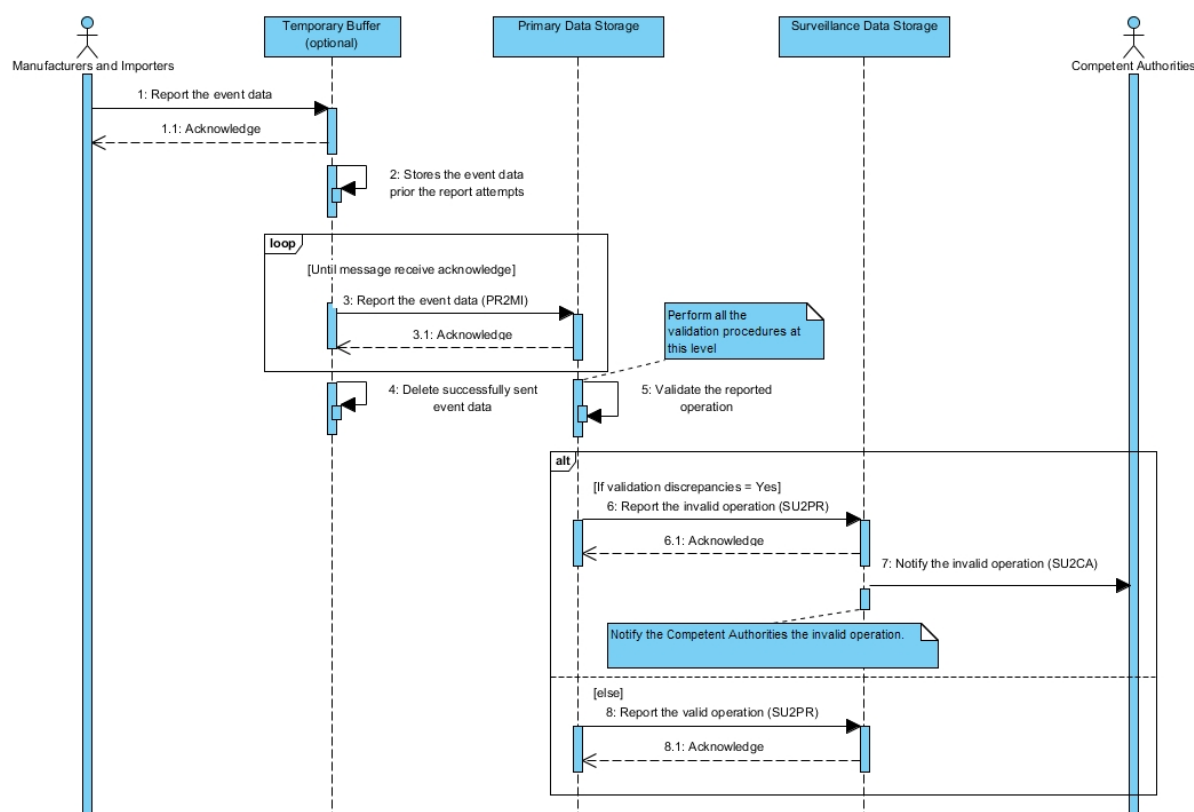 Temporary Buffer
(optional)
Primary Data Storage
Surveillance Data Storage
Manufacturers and Importers
Competent Authorities
1: Report the event data
1.1: Acknowledge
2: Stores the event data
prior the report attempts
loop
[Until message receive acknowledge]
3: Report the event data (PR2MI)
3.1: Acknowledge
Perform all the
validation procedures at
this level
4: Delete successfully sent
event data
5: Validate the reported
operation
alt
[If validation discrepancies = Yes]
6: Report the invalid operation (SU2PR)
6.1: Acknowledge
7: Notify the invalid operation (SU2CA)
Notify the Competent Authorities the invalid operation.
[else]
8: Report the valid operation (SU2PR)
8.1: Acknowledge